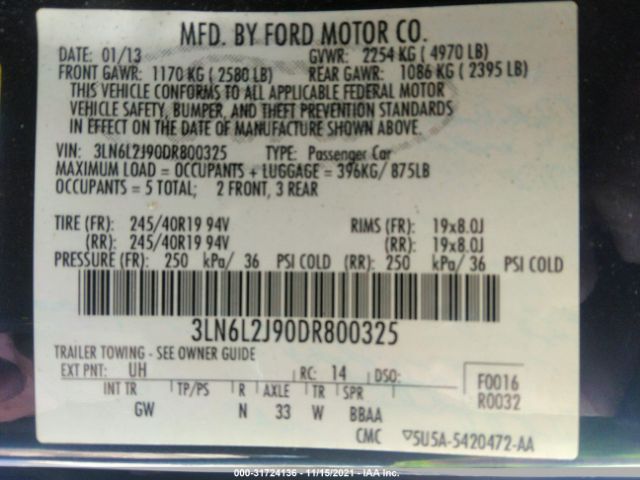 MFD. BY FORD MOTOR CO.
DATE: 01/13 GVWR: 2254 KG ( 4970 LB)
FRONT GAWR: 1170 KG ( 2580 LB) REAR GAWR: 1086 KG ( 2395 LB)
THIS VEHICLE CONFORMS TO ALL APPLICABLE FEDERAL MOTOR
VEHICLE SAFETY, BUMPER, AND THEFT PREVENTION STANDARDS
IN EFFECT ON THE DATE OF MANUFACTURE SHOWN ABOVE.
VIN: 3LN6L2J90DR800325 TYPE: Passenger Car
MAXIMUM LOAD = OCCUPANTS + LUGGAGE = 396KG/ 875LB
OCCUPANTS = 5 TOTAL; 2 FRONT, 3 REAR
TIRE (FR): 245/40R19 94V RIMS (FR): 19x8.0J
(RR): 245/40R19 94V (RR): 19x8.0J
PRESSURE (FR): 250 kPa/ 36 PSI COLD (RR): 250 kPa/ 36 PSI COLD
3LN6L2J90DR800325
TRAILER TOWING - SEE OWNER GUIDE
EXT PNT: UH RC: 14 DSO: F0016
INT TR TP/PS R AXLE TR SPR R0032
GW N 33 W BBAA
CMC ▽5U5A-5420472-AA
000-31724136 - 11/15/2021 - IAA Inc.